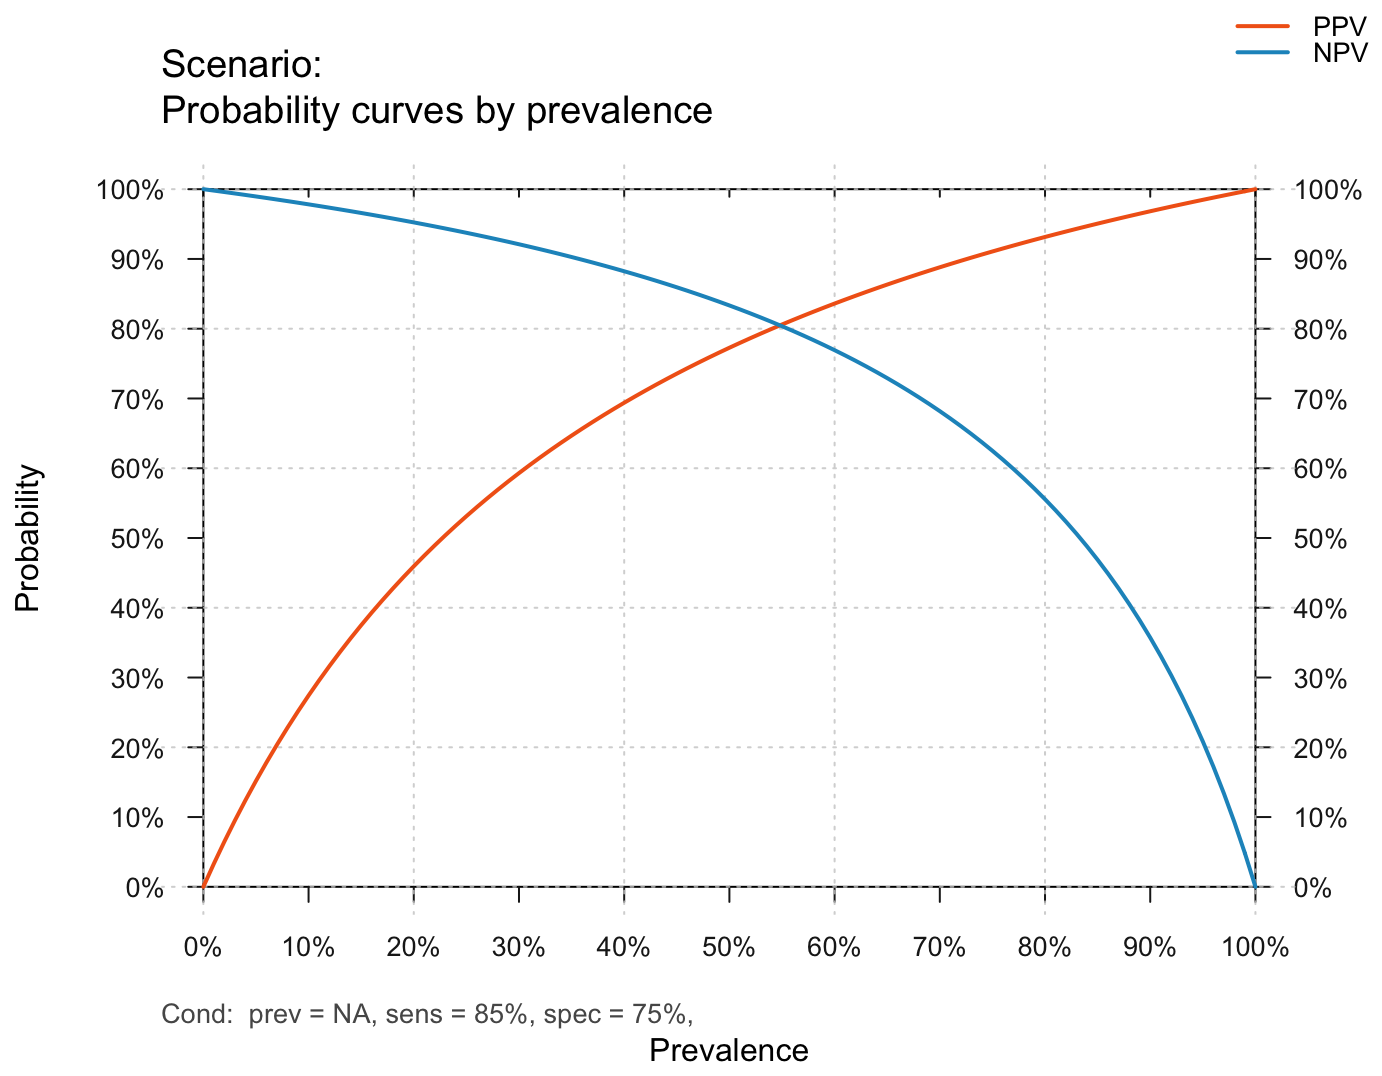 PPV
NPV
Scenario:
Probability curves by prevalence
100% 100%
90% 90%
80% 80%
70% 70%
60% 60%
50% 50%
40% 40%
30% 30%
20% 20%
10% 10%
0% 0%
Probability
0% 10% 20% 30% 40% 50% 60% 70% 80% 90% 100%
Cond:  prev = NA, sens = 85%, spec = 75%,
Prevalence